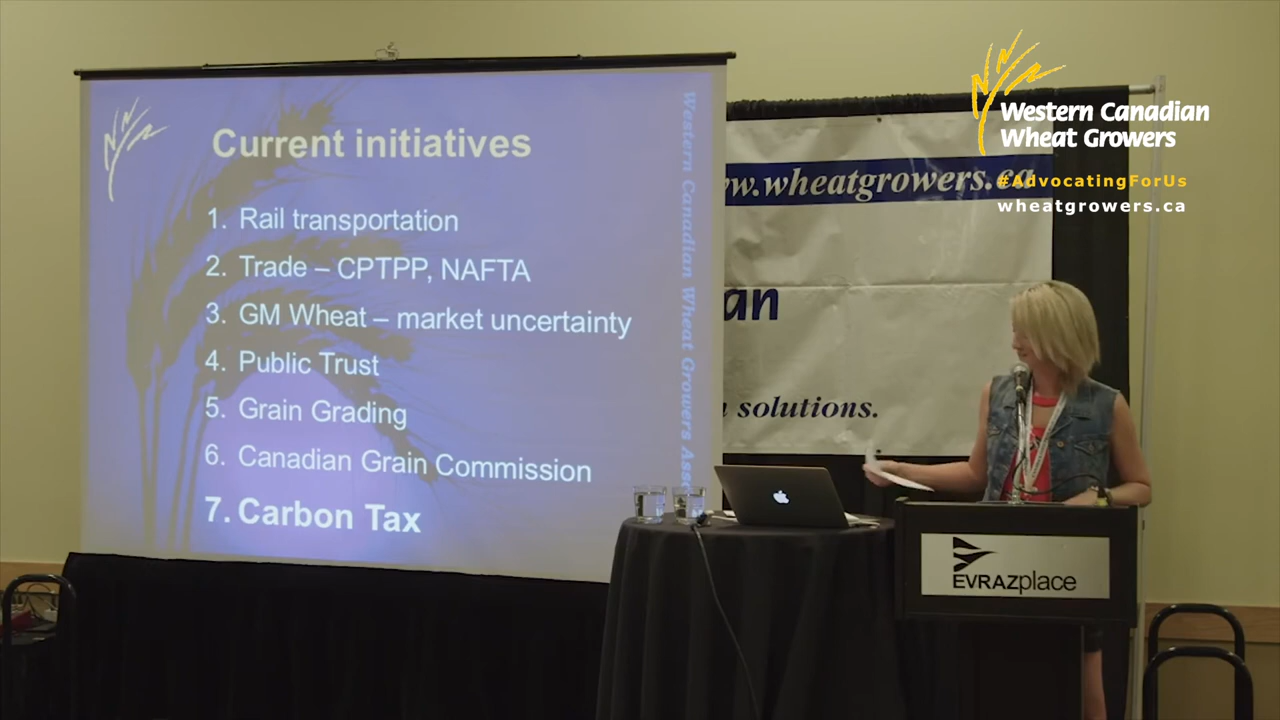 Current initiatives
1. Rail transportation
2. Trade – CPTPP, NAFTA
3. GM Wheat – market uncertainty
4. Public Trust
5. Grain Grading
6. Canadian Grain Commission
7. Carbon Tax
Western Canadian Wheat Growers
Western Canadian
Wheat Growers
#AdvocatingForUs
wheatgrowers.ca
w.wheatgrowers.ca
an
solutions.
EVRAZplace